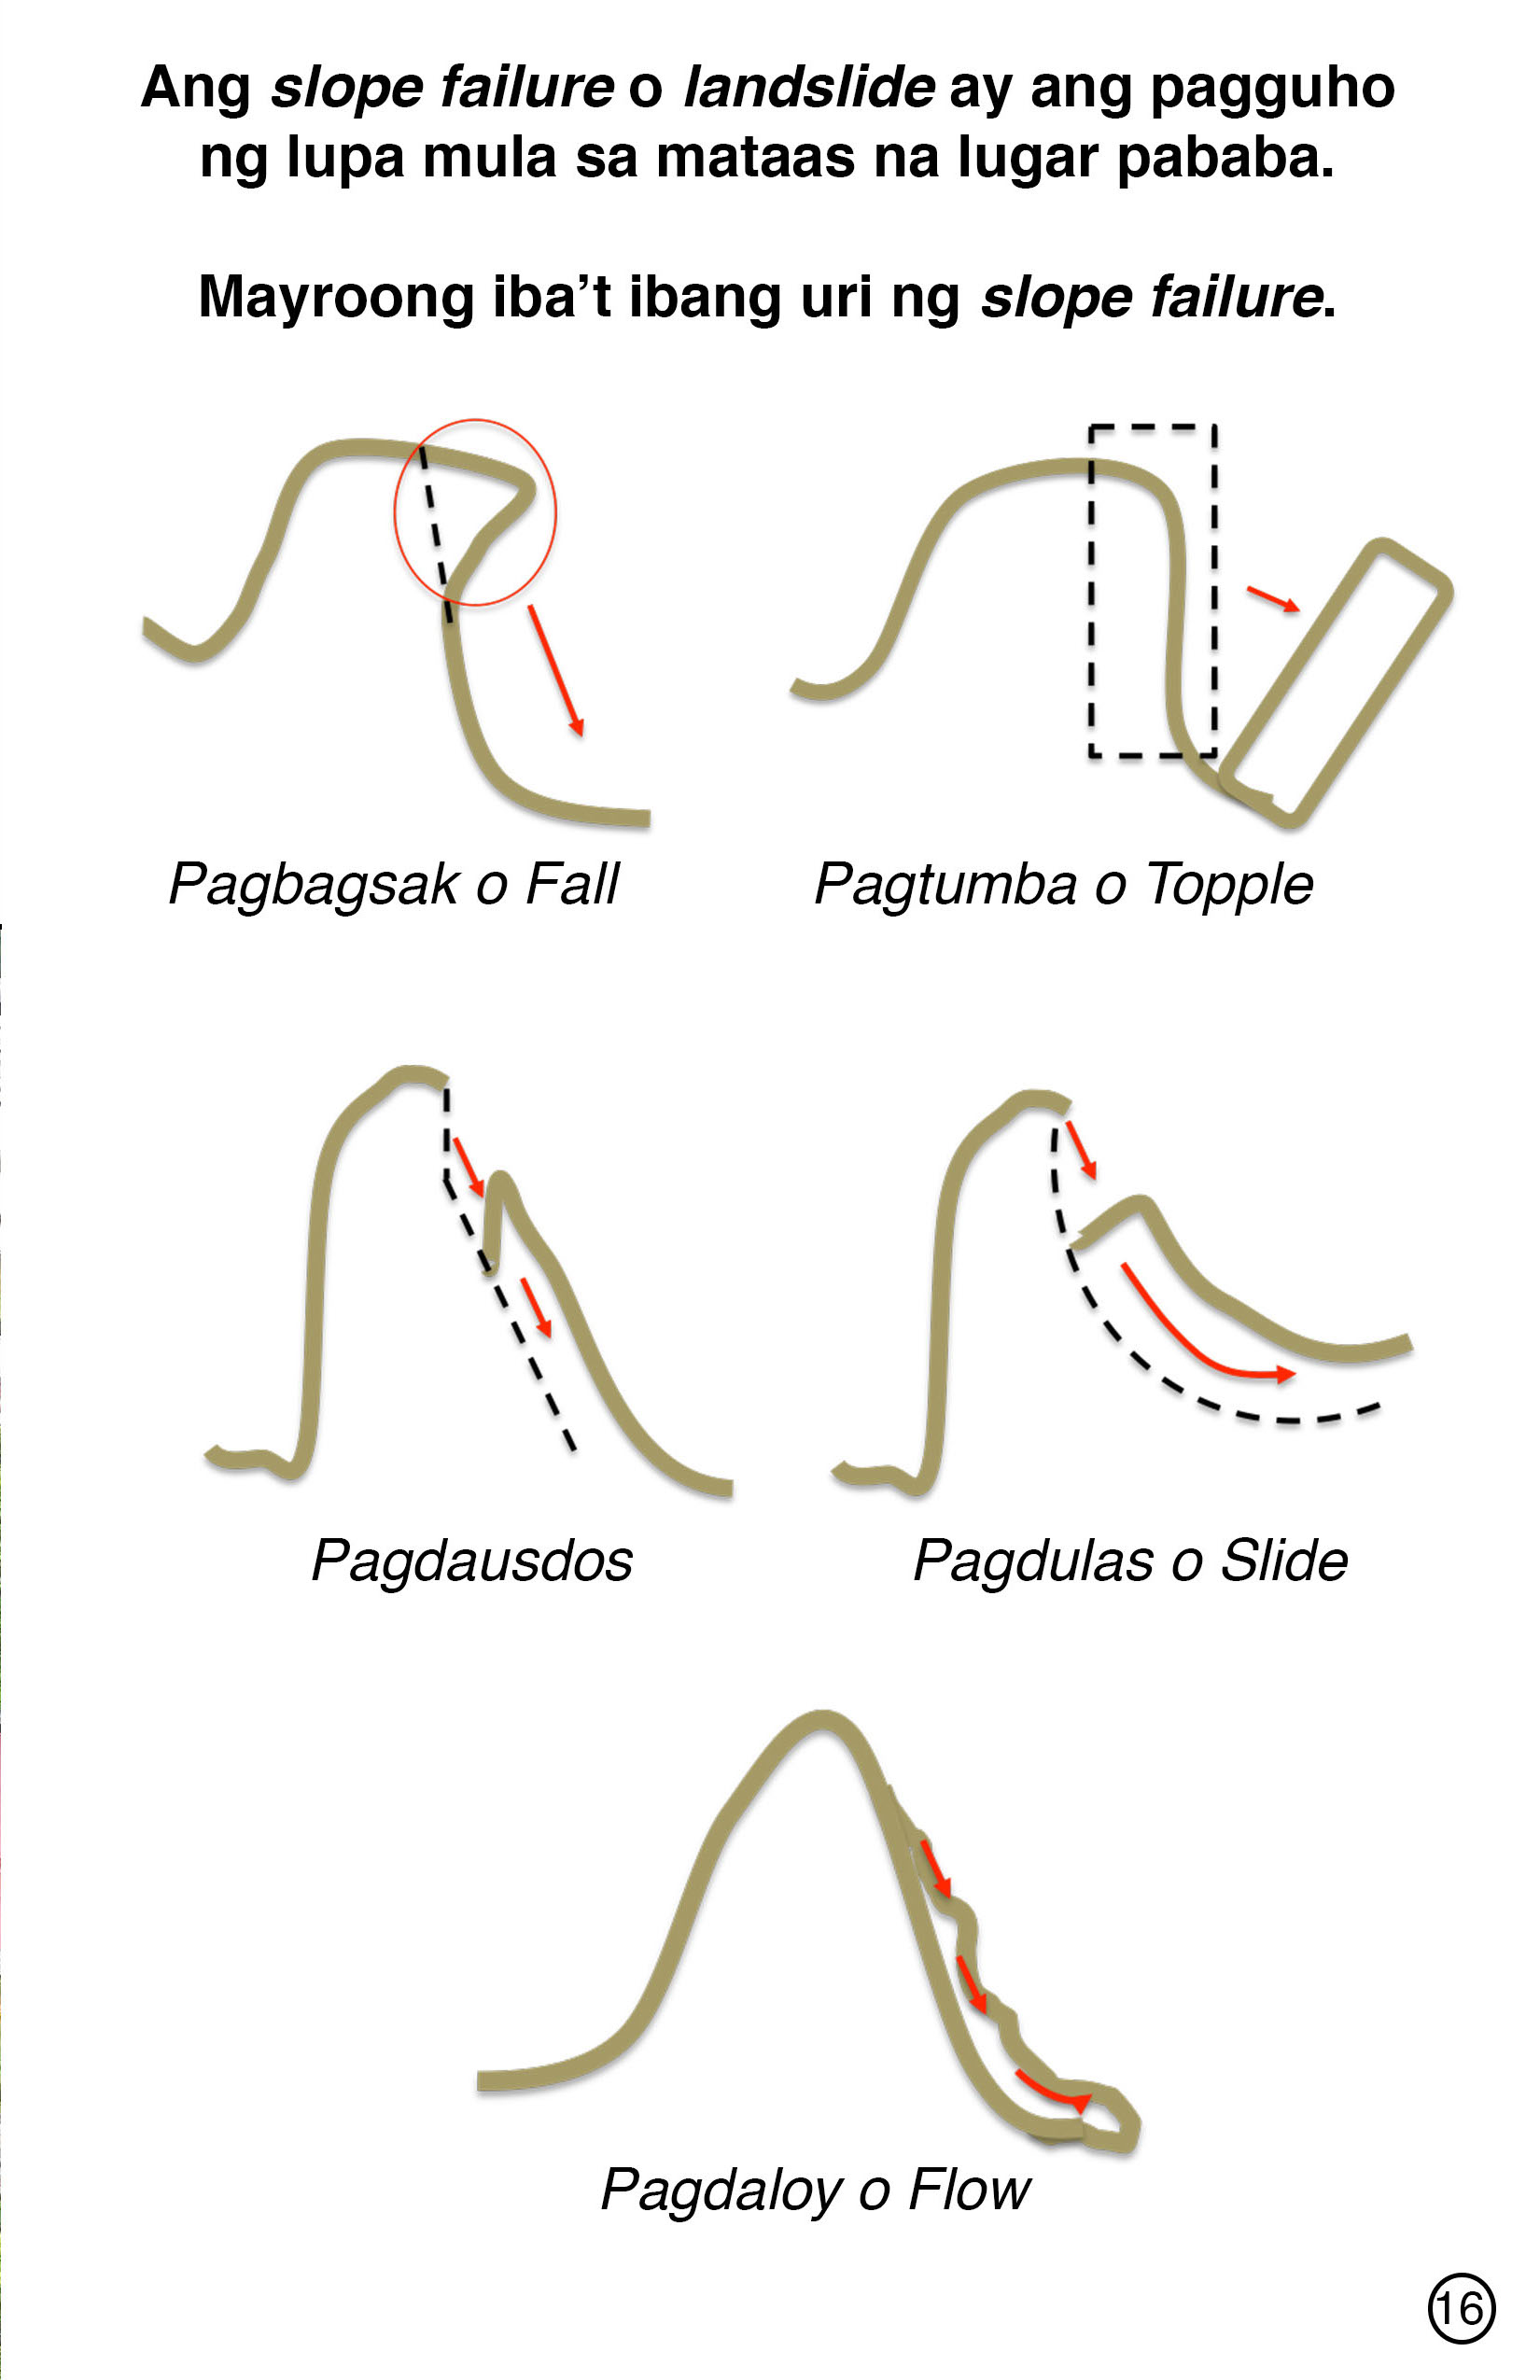 Ang slope failure o landslide ay ang pagguho
ng lupa mula sa mataas na lugar pababa.
Mayroong iba’t ibang uri ng slope failure.
Pagbagsak o Fall
Pagtumba o Topple
Pagdausdos
Pagdulas o Slide
Pagdaloy o Flow
16